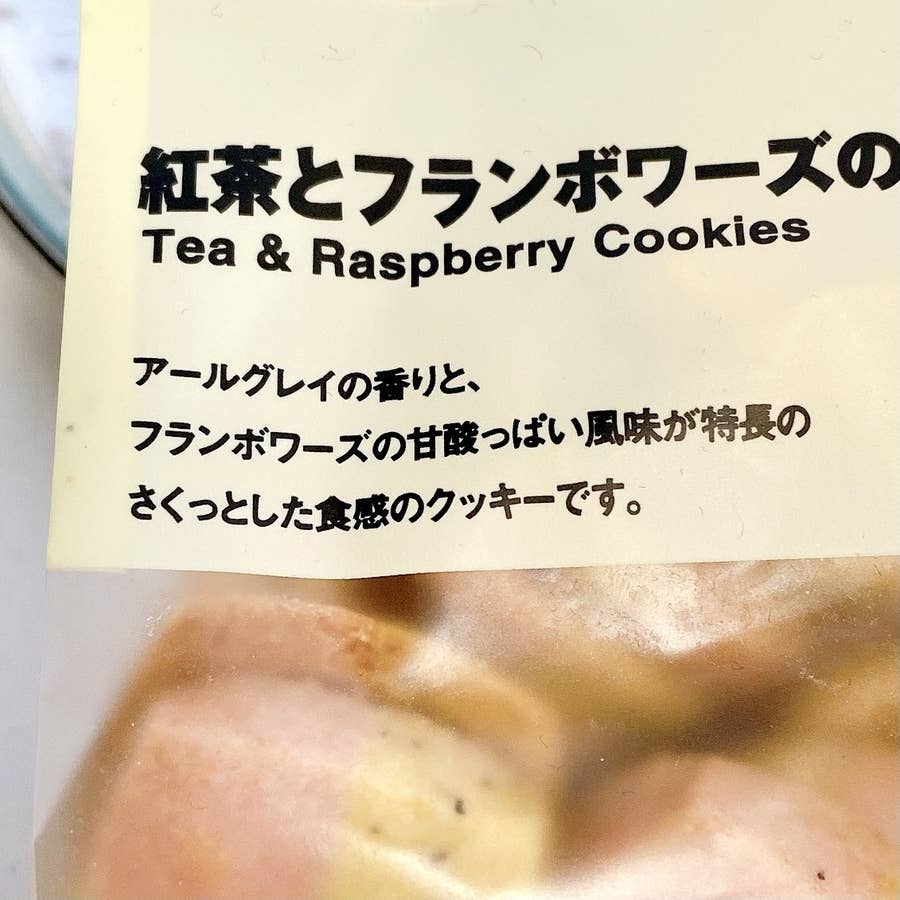 紅茶とフランボワーズの
Tea & Raspberry Cookies
アールグレイの香りと、
フランボワーズの甘酸っぱい風味が特長の
さくっとした食感のクッキーです。